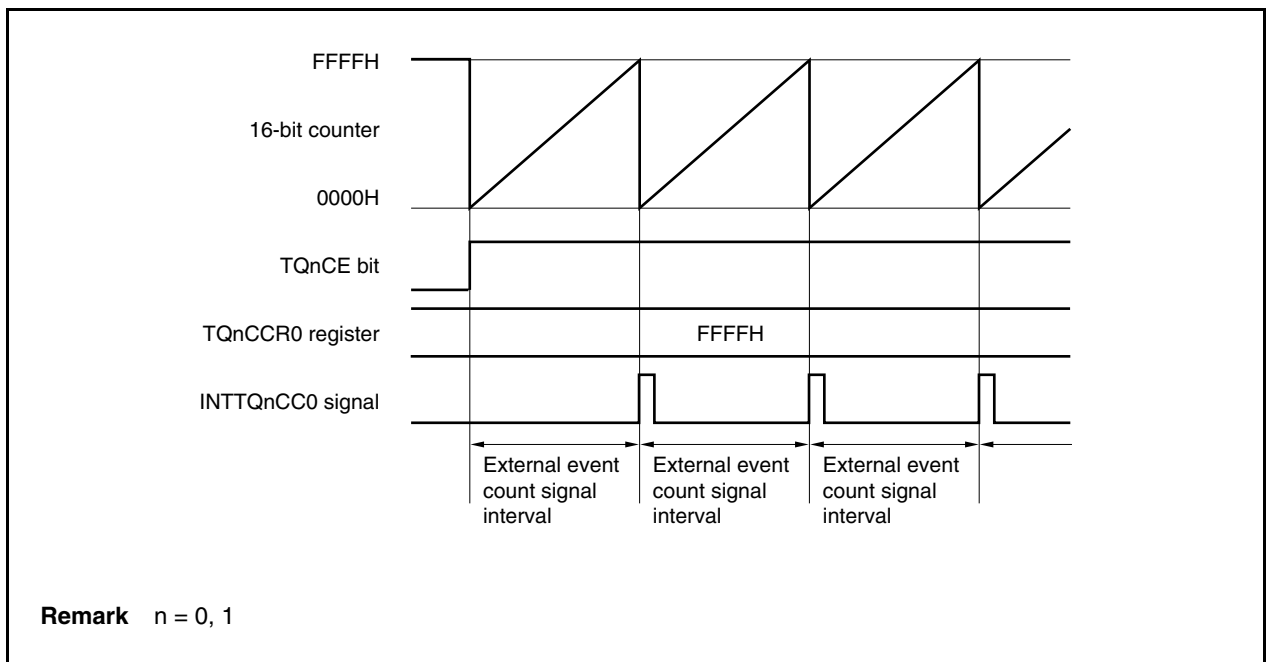 FFFFH
16-bit counter
0000H
TQnCE bit
TQnCCR0 register
FFFFH
INTTQnCC0 signal
External event
count signal
interval
External event
count signal
interval
External event
count signal
interval
Remark n = 0, 1